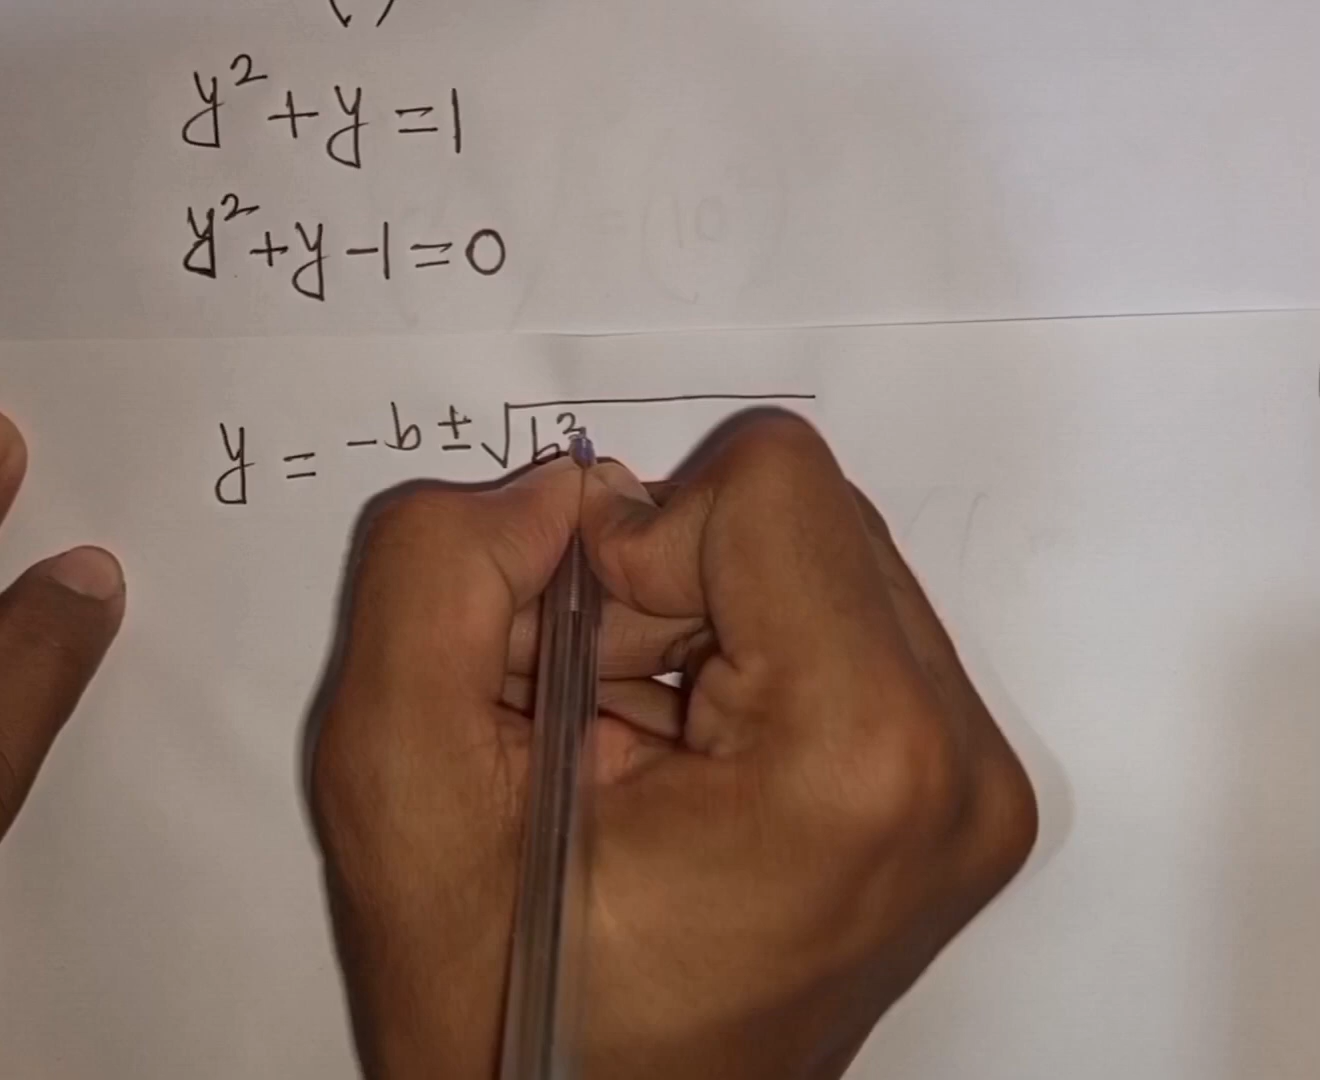 y² + y = 1
y² + y - 1 = 0
y = -b ± √b²